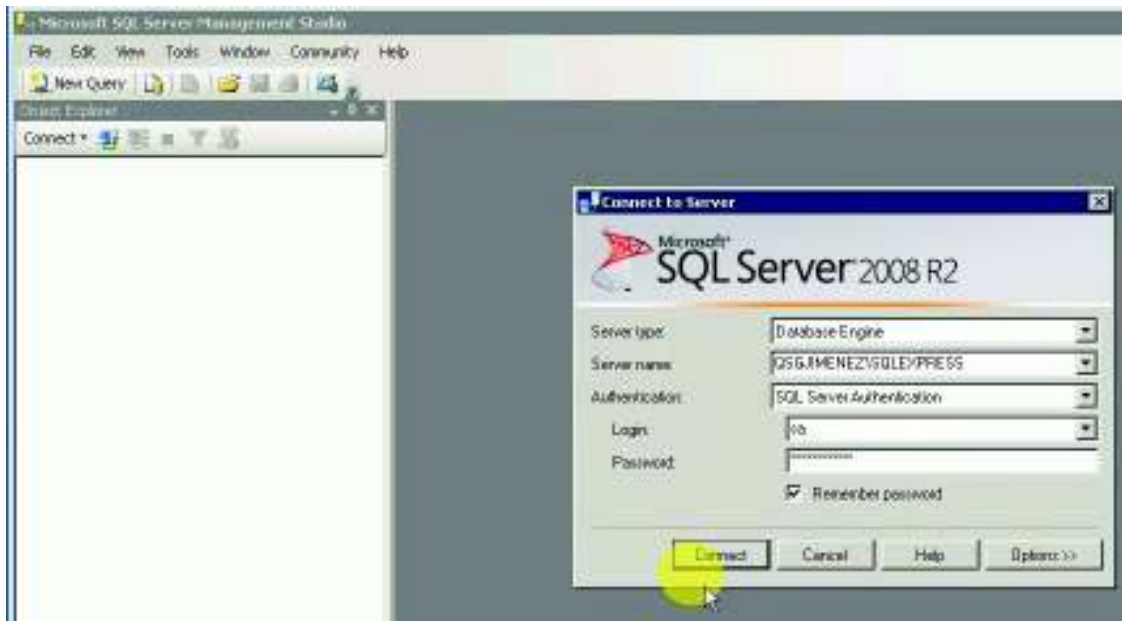 Microsoft SQL Server Management Studio
File Edit View Tools Window Community Help
New Query
Object Explorer
Connect
Connect to Server
Microsoft
SQL Server 2008 R2
Server type: Database Engine
Server name: QSGJIMENEZ\SQLEXPRESS
Authentication: SQL Server Authentication
Login: sa
Password:
Remember password
Connect Cancel Help Options >>